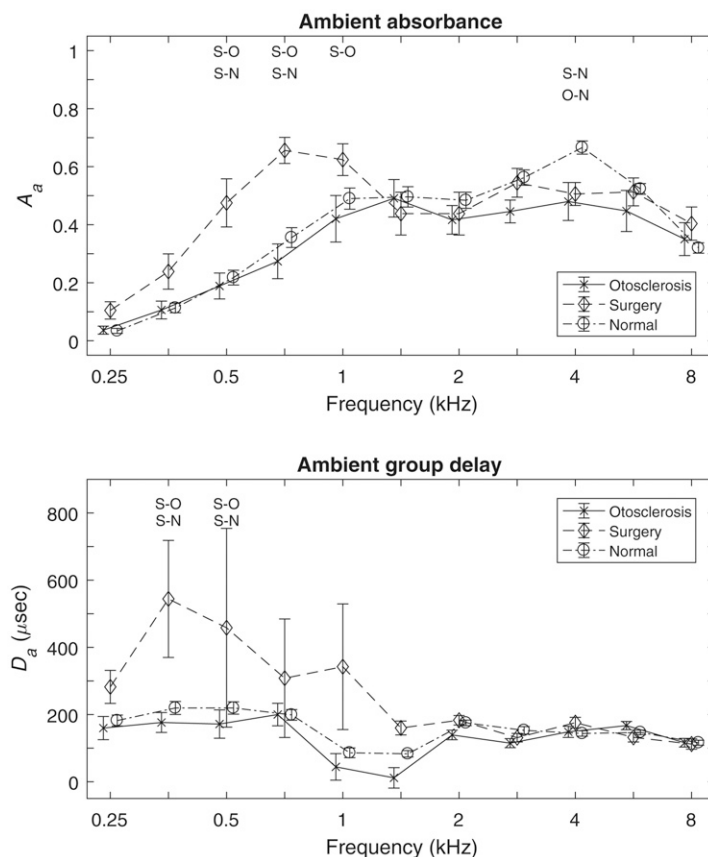 Ambient absorbance
1
S-O S-O S-O
S-N S-N S-N
O-N
0.8
0.6
0.4
0.2
0
A_a
Otosclerosis
Surgery
Normal
0.25 0.5 1 2 4 8
Frequency (kHz)
Ambient group delay
S-O S-O
S-N S-N
800
600
400
200
0
D_a (μsec)
Otosclerosis
Surgery
Normal
0.25 0.5 1 2 4 8
Frequency (kHz)